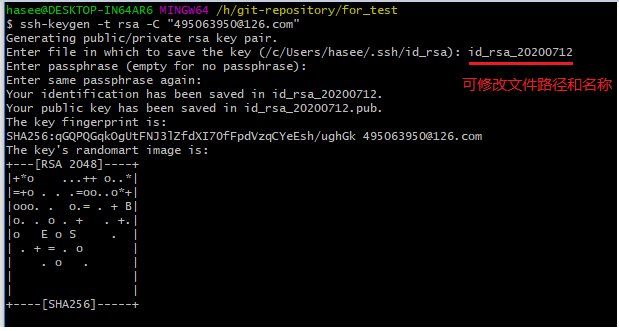 hasee@DESKTOP-IN64AR6 MINGW64 /h/git-repository/for_test
$ ssh-keygen -t rsa -C "495063950@126.com"
Generating public/private rsa key pair.
Enter file in which to save the key (/c/Users/hasee/.ssh/id_rsa): id_rsa_20200712
可修改文件路径和名称
Enter passphrase (empty for no passphrase):
Enter same passphrase again:
Your identification has been saved in id_rsa_20200712.
Your public key has been saved in id_rsa_20200712.pub.
The key fingerprint is:
SHA256:qGQPQGqkOgUtFNJ3lZfdXI70fFpdVzqCYeEsh/ughGk 495063950@126.com
The key's randomart image is:
+---[RSA 2048]----+
|+*o    ...++ o..*|
|=+o . . .=oo..o*+|
|ooo. .  o.= . + B|
|o. . o . +   . +.|
|o   E o S     .  |
| . + = . o       |
|    . o   .      |
|                 |
|                 |
+----[SHA256]-----+